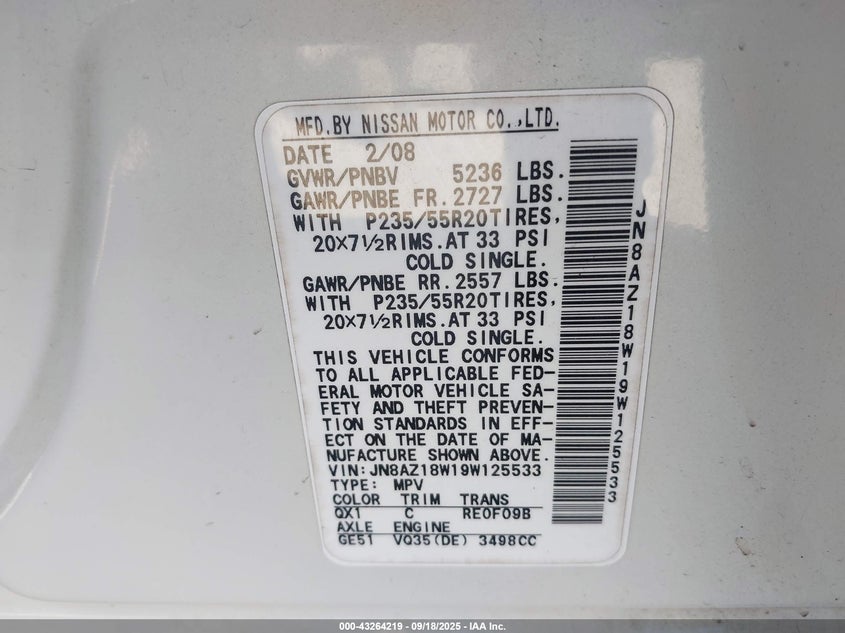 MFD.BY NISSAN MOTOR CO.,LTD.
DATE 2/08
GVWR/PNBV 5236 LBS.
GAWR/PNBE FR. 2727 LBS.
WITH P235/55R20TIRES,
20X7½RIMS.AT 33 PSI
COLD SINGLE.
GAWR/PNBE RR. 2557 LBS.
WITH P235/55R20TIRES,
20X7½RIMS.AT 33 PSI
COLD SINGLE.
THIS VEHICLE CONFORMS
TO ALL APPLICABLE FED-
ERAL MOTOR VEHICLE SA-
FETY AND THEFT PREVEN-
TION STANDARDS IN EFF-
ECT ON THE DATE OF MA-
NUFACTURE SHOWN ABOVE.
VIN:JN8AZ18W19W125533
TYPE: MPV
COLOR TRIM TRANS
QX1 C RE0F09B
AXLE ENGINE
GE51 VQ35(DE) 3498CC
JN8AZ18W19W125533
000-43264219 - 09/18/2025 - IAA Inc.